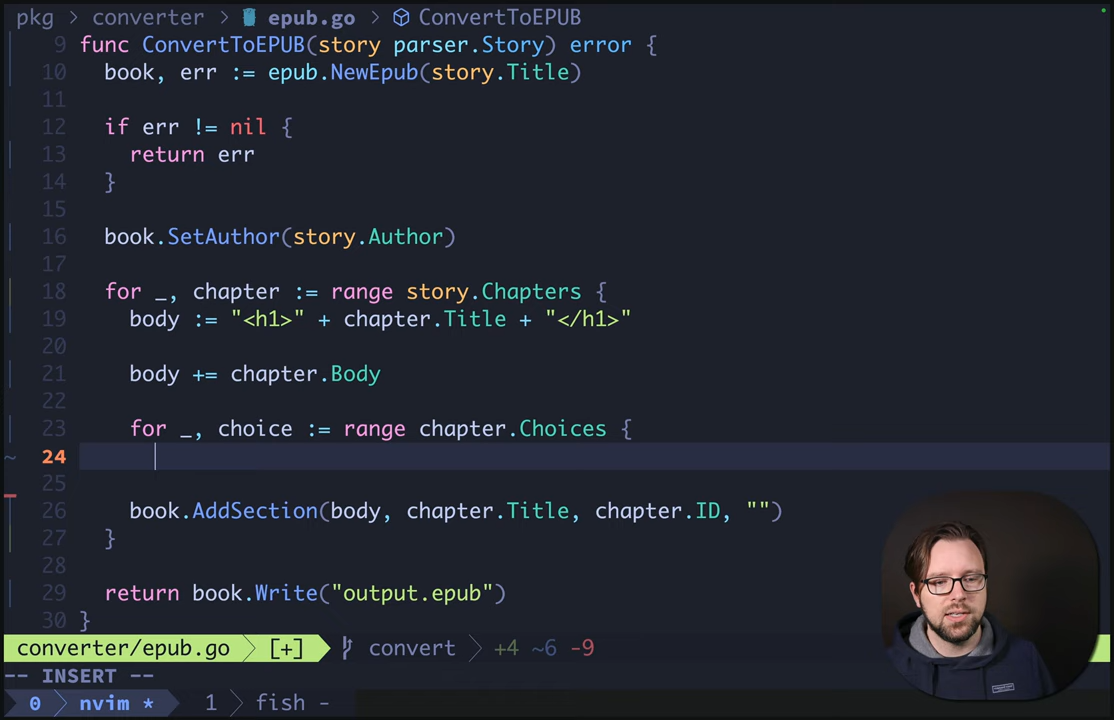 pkg > converter > epub.go > ConvertToEPUB
9 func ConvertToEPUB(story parser.Story) error {
10 book, err := epub.NewEpub(story.Title)
11
12 if err != nil {
13 return err
14 }
15
16 book.SetAuthor(story.Author)
17
18 for _, chapter := range story.Chapters {
19 body := "<h1>" + chapter.Title + "</h1>"
20
21 body += chapter.Body
22
23 for _, choice := range chapter.Choices {
~ 24
25
26 book.AddSection(body, chapter.Title, chapter.ID, "")
27 }
28
29 return book.Write("output.epub")
30 }
converter/epub.go [+] convert +4 ~6 -9
-- INSERT --
0 nvim * 1 fish -